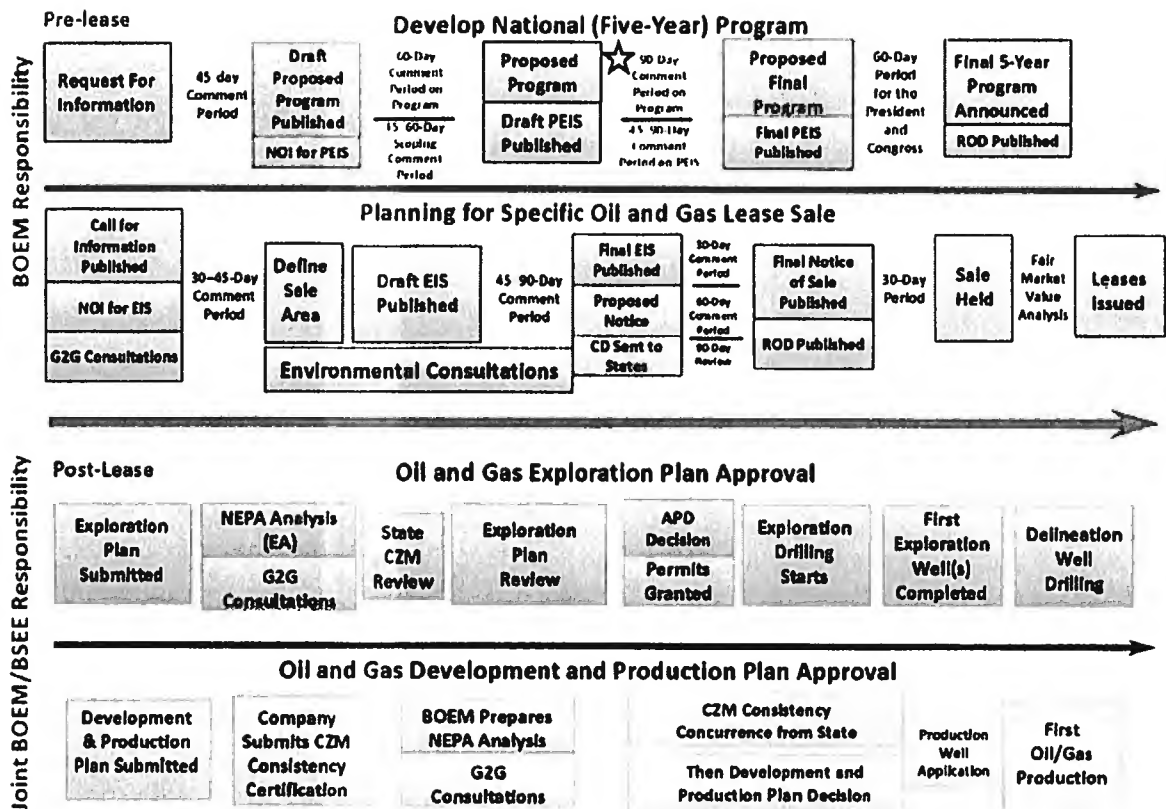 BOEM Responsibility
Pre-lease
Develop National (Five-Year) Program
Request For
Information
45 day
Comment
Period
Draft
Proposed
Program
Published
NOI for PEIS
60-Day
Comment
Period on
Program
15 60-Day
Scoping
Comment
Period
Proposed
Program
Draft PEIS
Published
90-Day
Comment
Period on
Program
45 90-Day
Comment
Period on PEIS
Proposed
Final
Program
Final PEIS
Published
60-Day
Period
for the
President
and
Congress
Final 5-Year
Program
Announced
ROD Published
Planning for Specific Oil and Gas Lease Sale
Call for
Information
Published
NOI for EIS
G2G Consultations
30–45-Day
Comment
Period
Define
Sale
Area
Draft EIS
Published
Environmental Consultations
45 90-Day
Comment
Period
Final EIS
Published
Proposed
Notice
CD Sent to
States
30-Day
Comment
Period
60-Day
Comment
Period
90-Day
Review
Final Notice
of Sale
Published
ROD Published
30-Day
Period
Sale
Held
Fair
Market
Value
Analysis
Leases
Issued
Joint BOEM/BSEE Responsibility
Post-Lease
Oil and Gas Exploration Plan Approval
Exploration
Plan
Submitted
NEPA Analysis
(EA)
G2G
Consultations
State
CZM
Review
Exploration
Plan
Review
APD
Decision
Permits
Granted
Exploration
Drilling
Starts
First
Exploration
Well(s)
Completed
Delineation
Well
Drilling
Oil and Gas Development and Production Plan Approval
Development
& Production
Plan Submitted
Company
Submits CZM
Consistency
Certification
BOEM Prepares
NEPA Analysis
G2G
Consultations
CZM Consistency
Concurrence from State
Then Development and
Production Plan Decision
Production
Well
Application
First
Oil/Gas
Production